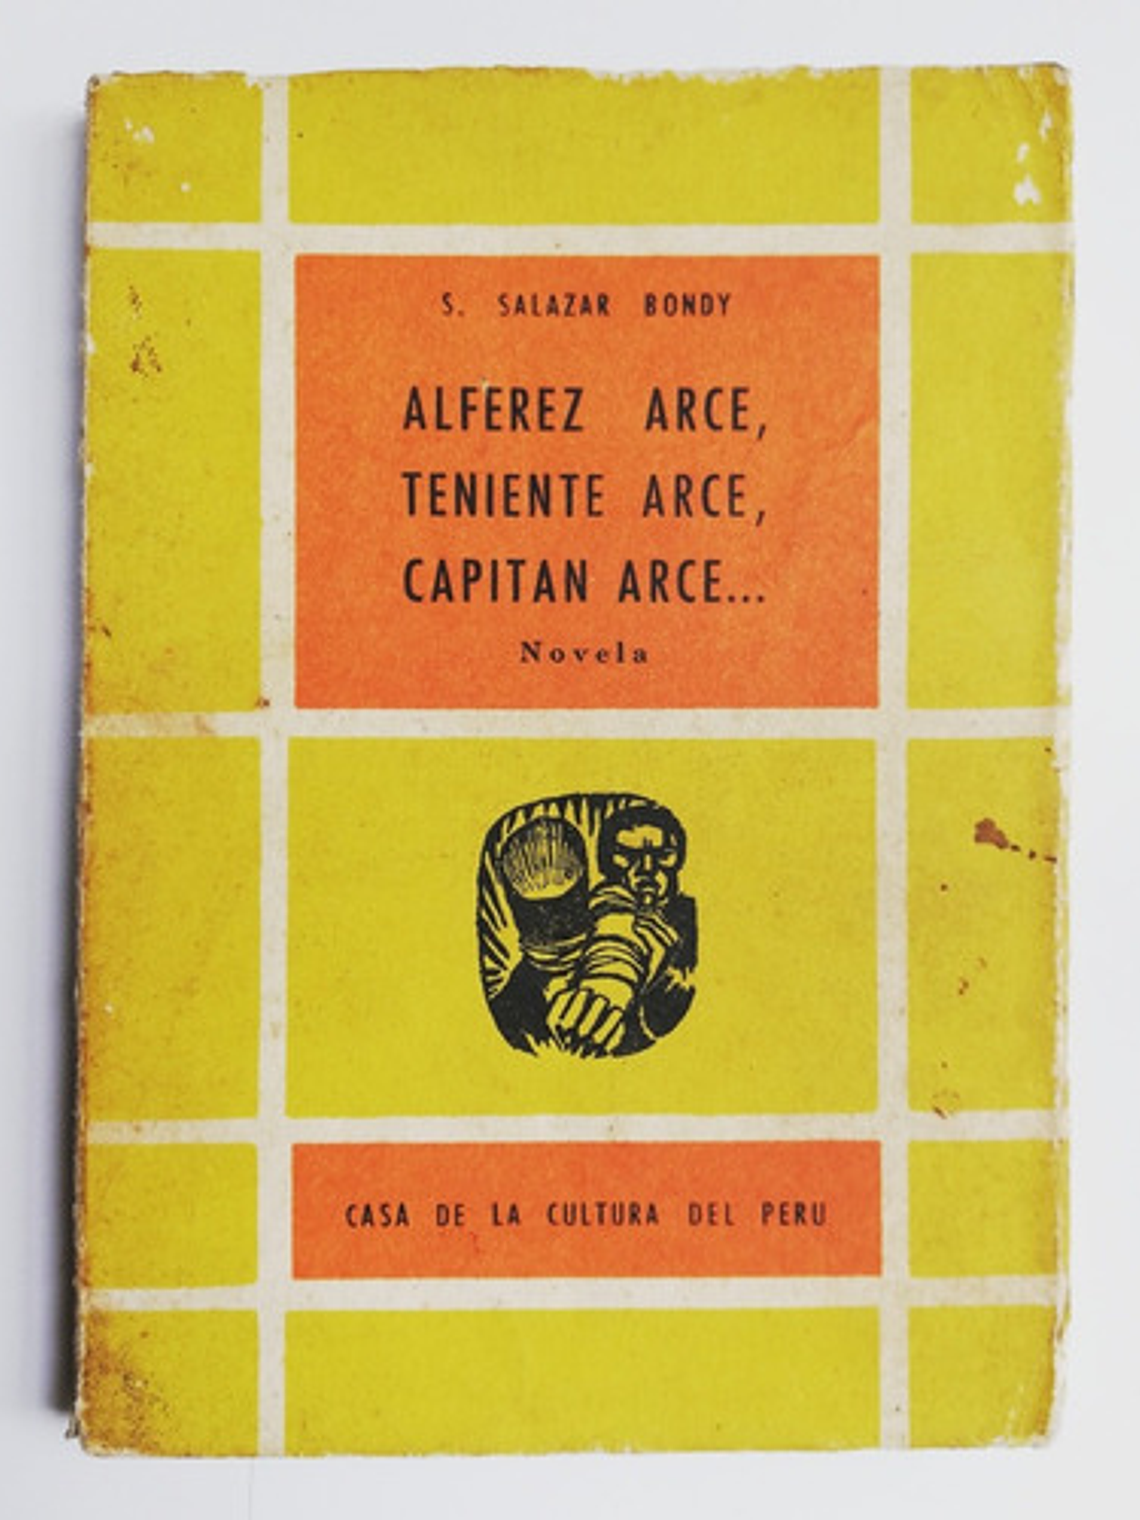 S. SALAZAR BONDY
ALFEREZ ARCE,
TENIENTE ARCE,
CAPITAN ARCE...
Novela
CASA DE LA CULTURA DEL PERU